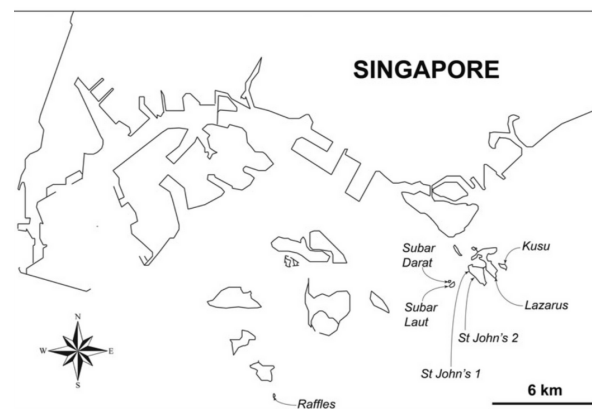 SINGAPORE
Subar
Darat
Kusu
Subar
Laut
Lazarus
St John's 2
St John's 1
Raffles
N
W
E
S
6 km